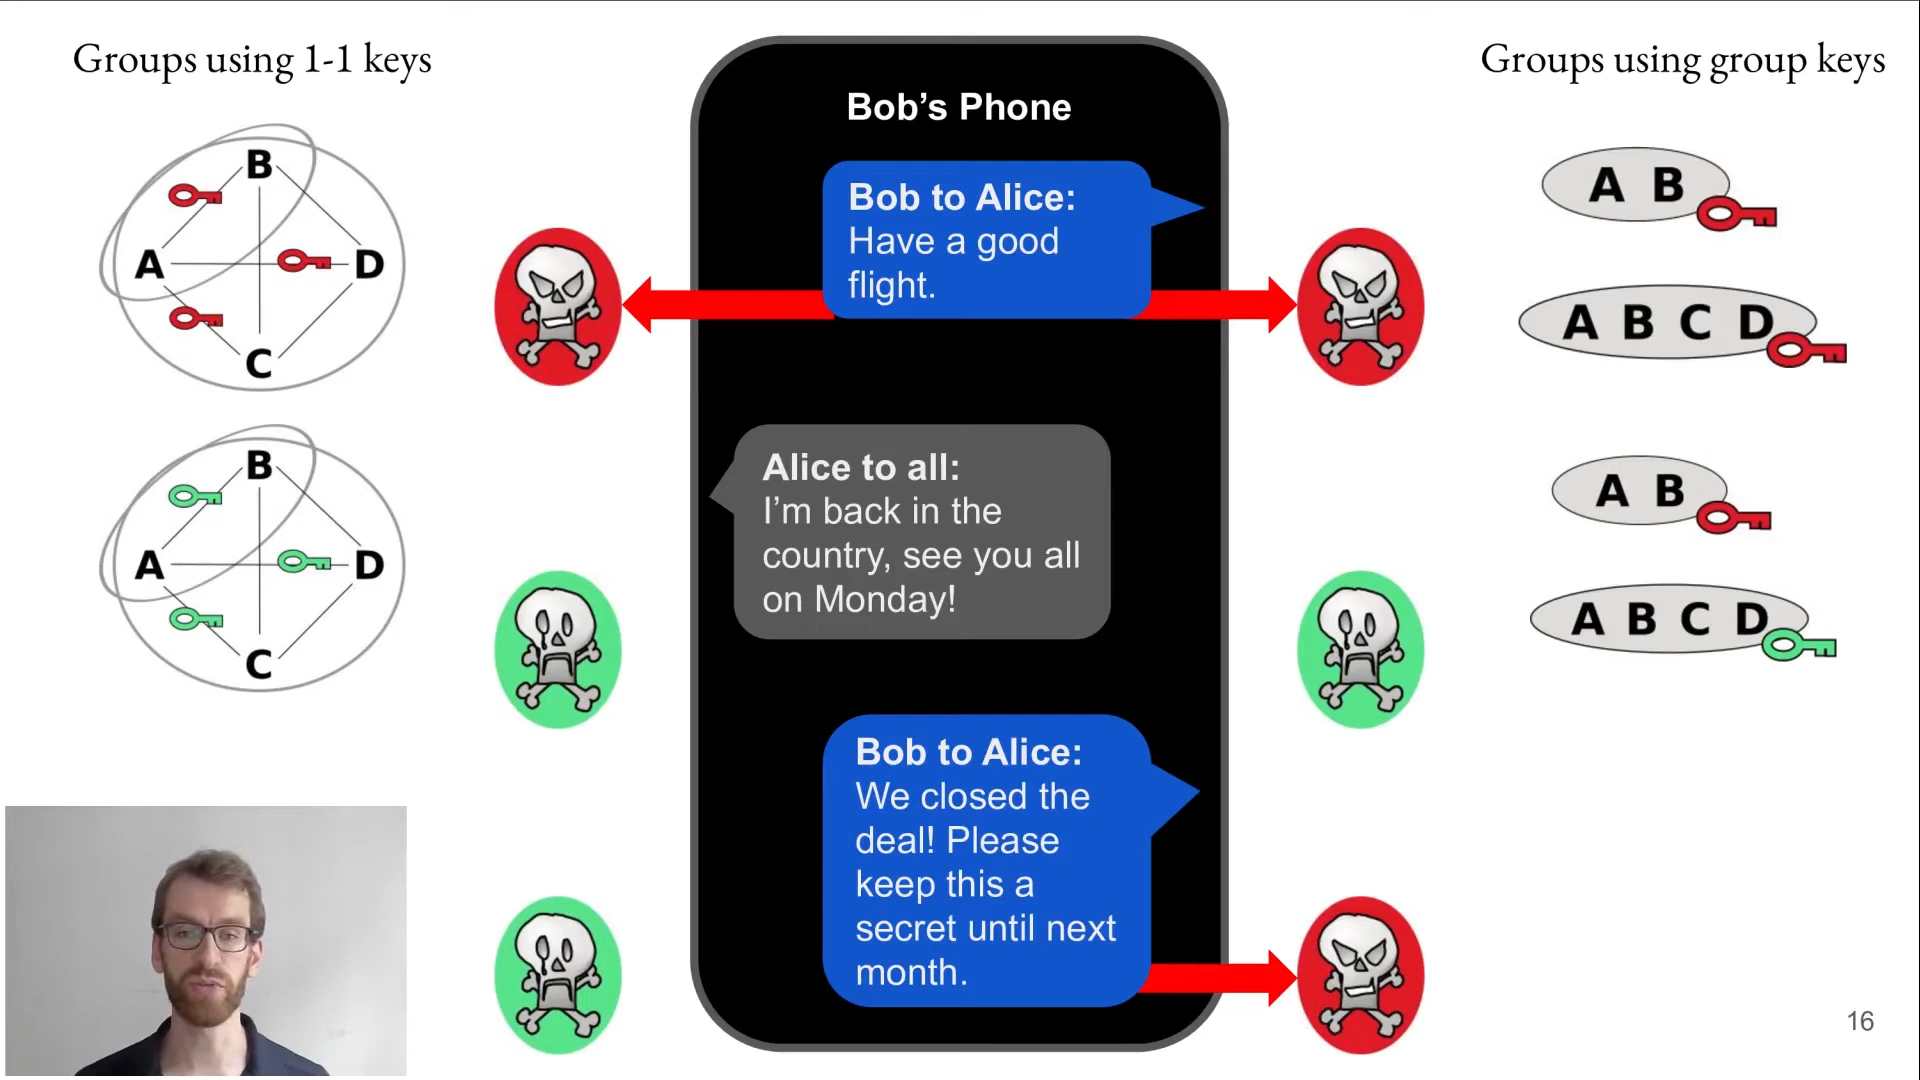 Groups using 1-1 keys
B
A
D
C
B
A
D
C
Bob's Phone
Bob to Alice:
Have a good
flight.
Alice to all:
I'm back in the
country, see you all
on Monday!
Bob to Alice:
We closed the
deal! Please
keep this a
secret until next
month.
Groups using group keys
A B
A B C D
A B
A B C D
16